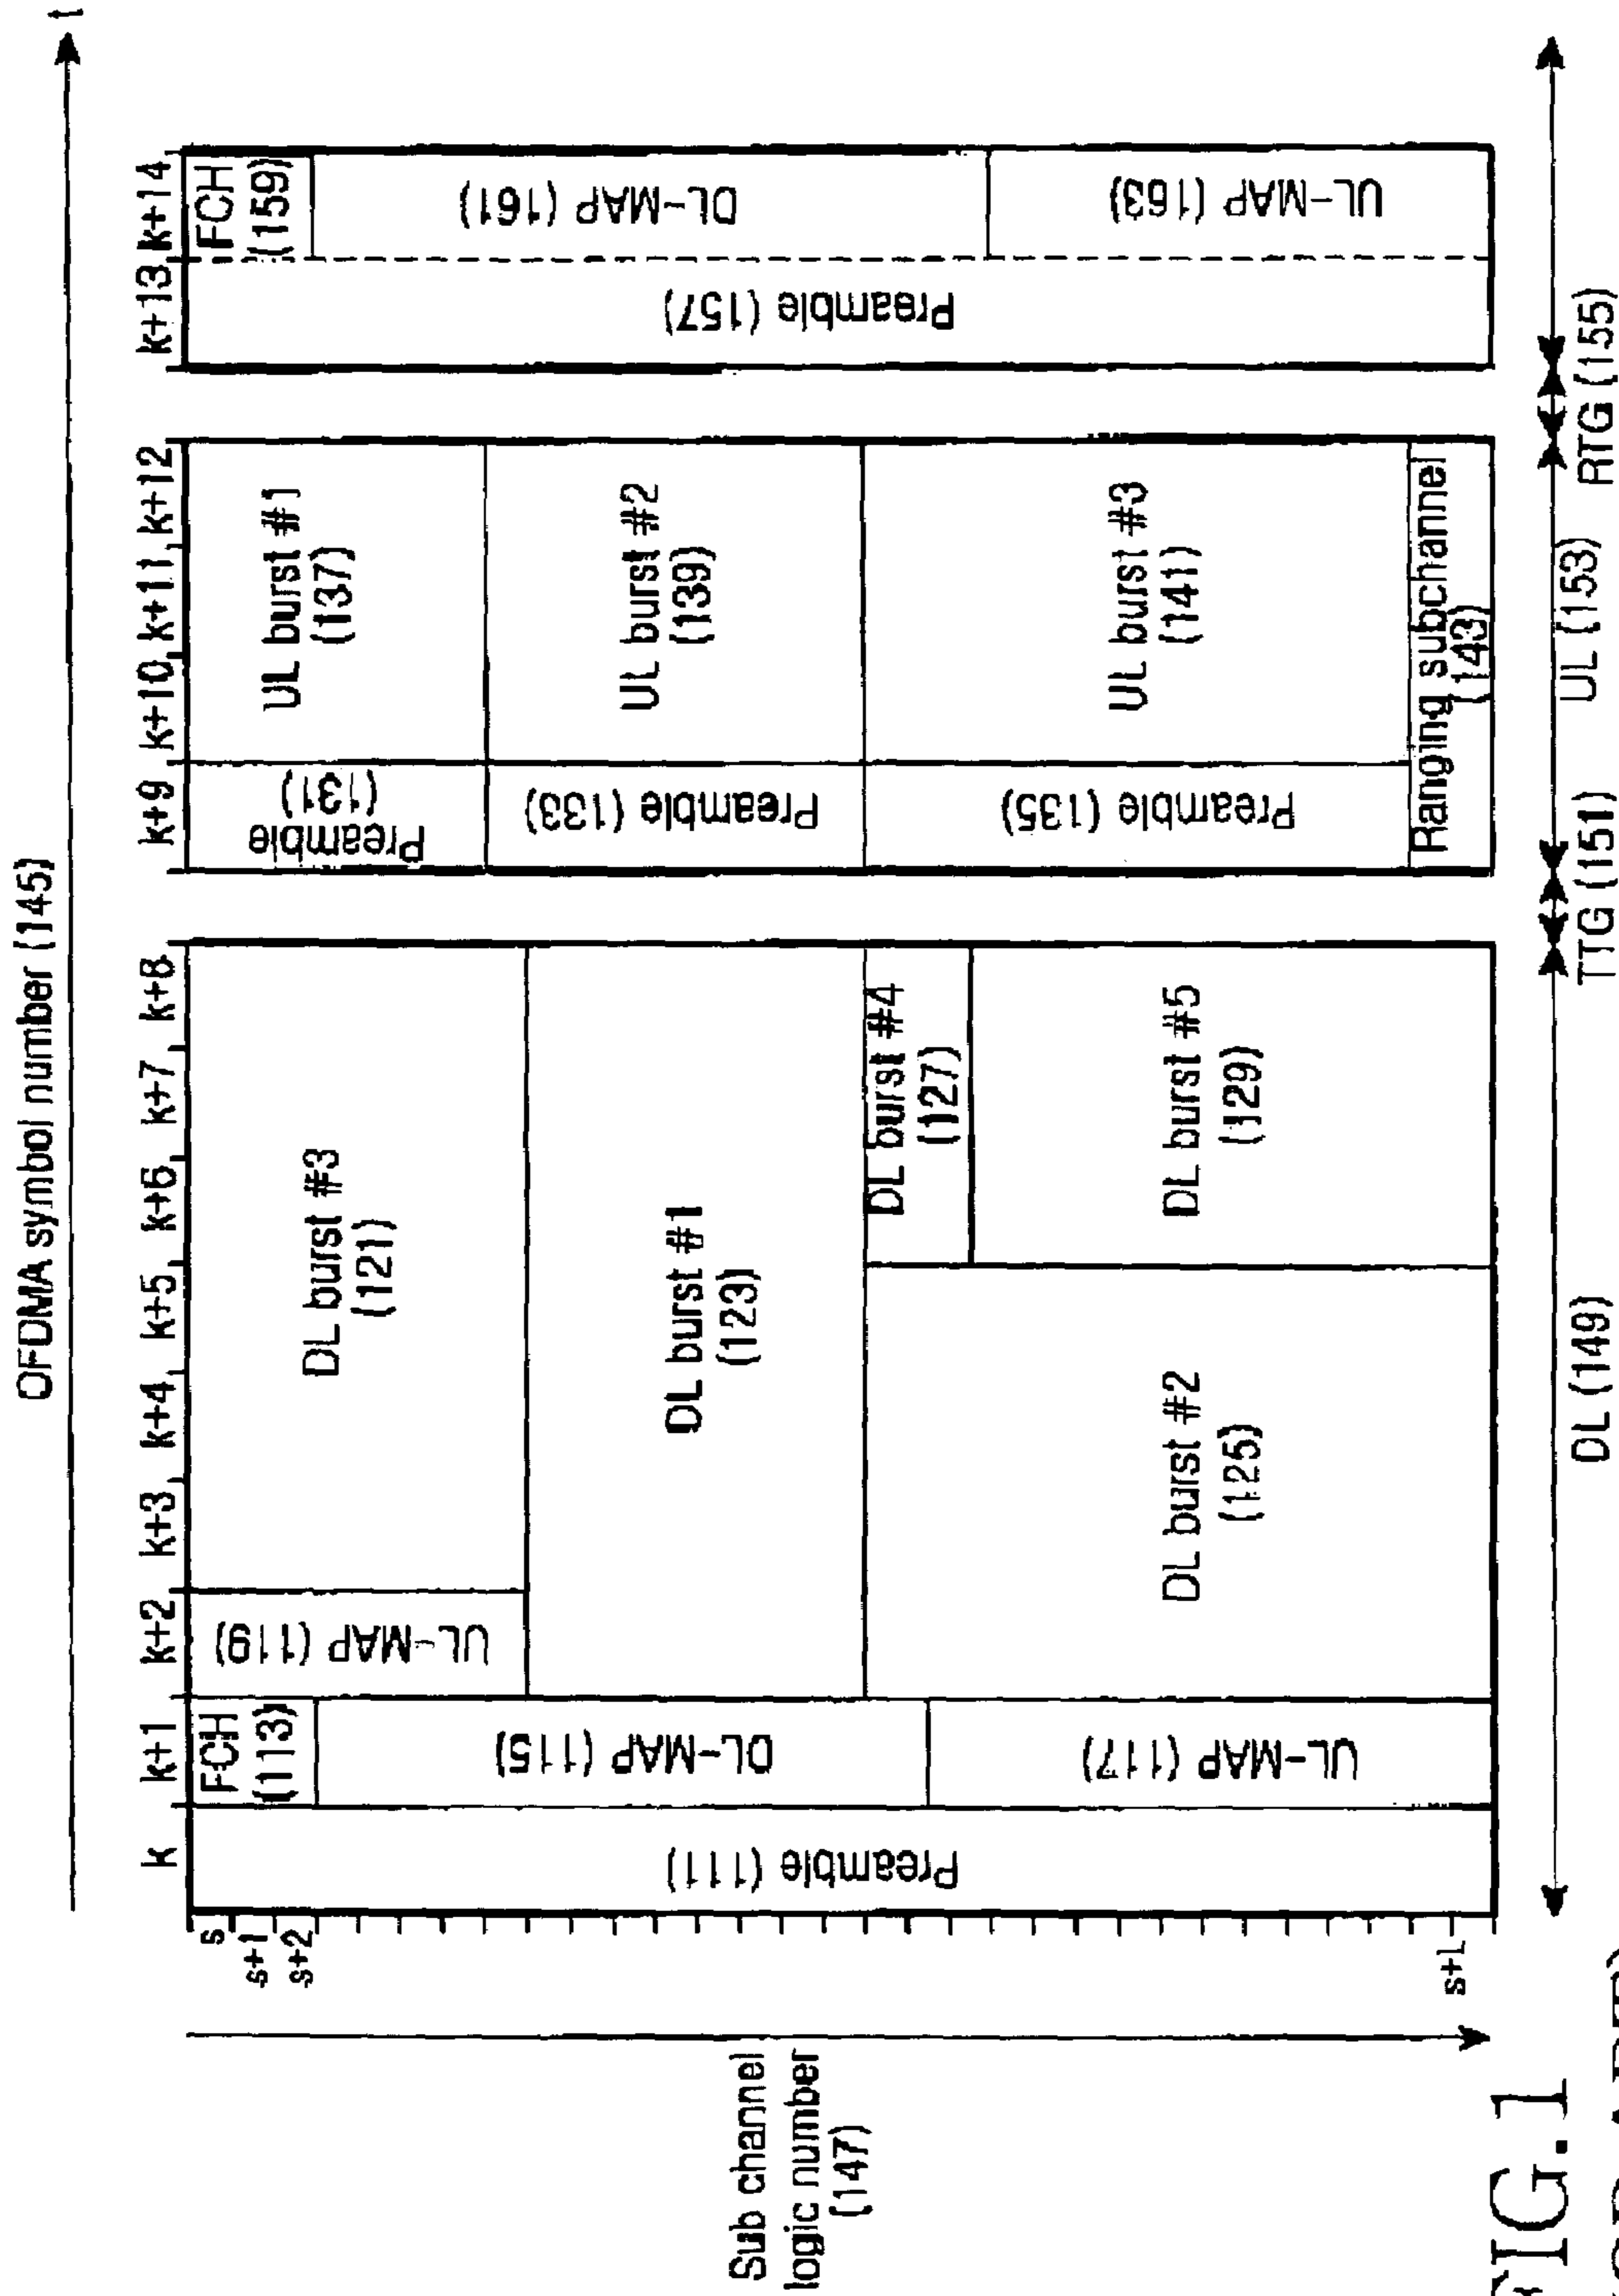 OFDMA symbol number (145)
t
k
k+1
k+2
k+3
k+4
k+5
k+6
k+7
k+8
k+9
k+10
k+11
k+12
k+13
k+14
Sub channel
logic number
(147)
s
s+1
s+2
s+L
Preamble (111)
FCH
(113)
DL-MAP (115)
UL-MAP (117)
UL-MAP (119)
DL burst #3
(121)
DL burst #1
(123)
DL burst #2
(125)
DL burst #4
(127)
DL burst #5
(129)
Preamble
(131)
Preamble (133)
Preamble (135)
UL burst #1
(137)
UL burst #2
(139)
UL burst #3
(141)
Ranging subchannel
(143)
Preamble (157)
FCH
(159)
DL-MAP (161)
UL-MAP (163)
DL (149)
TTG (151)
UL (153)
RTG (155)
FIG.1